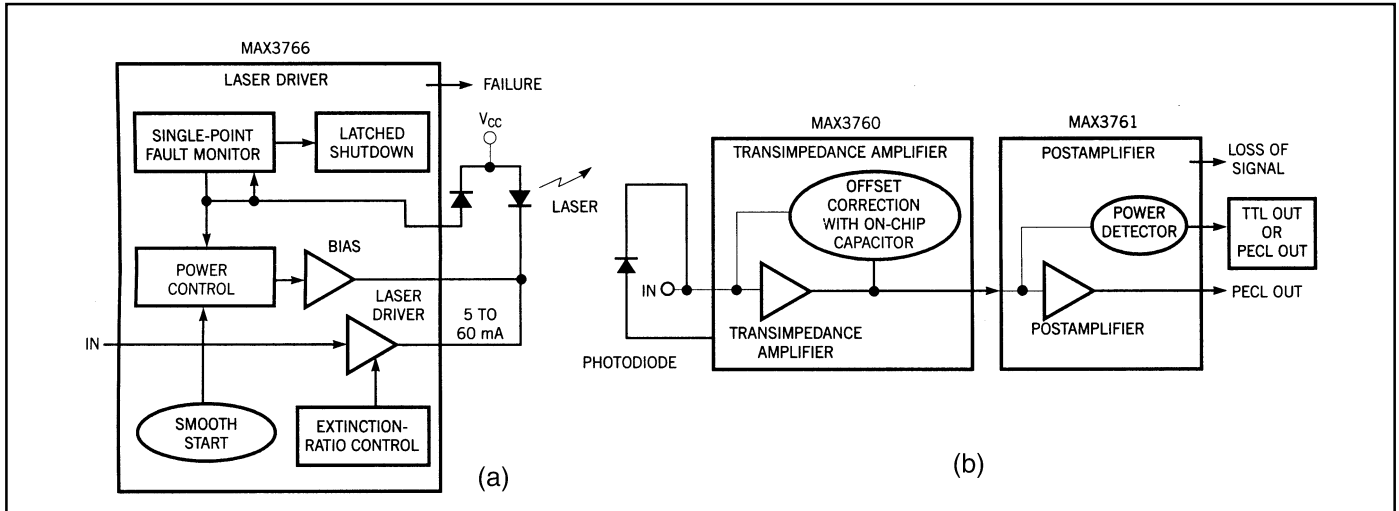 MAX3766
LASER DRIVER
FAILURE
SINGLE-POINT
FAULT MONITOR
LATCHED
SHUTDOWN
VCC
LASER
POWER
CONTROL
BIAS
LASER
DRIVER
5 TO
60 mA
IN
SMOOTH
START
EXTINCTION-
RATIO CONTROL
(a)
MAX3760
TRANSIMPEDANCE AMPLIFIER
OFFSET
CORRECTION
WITH ON-CHIP
CAPACITOR
IN
TRANSIMPEDANCE
AMPLIFIER
PHOTODIODE
MAX3761
POSTAMPLIFIER
LOSS OF
SIGNAL
POWER
DETECTOR
TTL OUT
OR
PECL OUT
PECL OUT
POSTAMPLIFIER
(b)